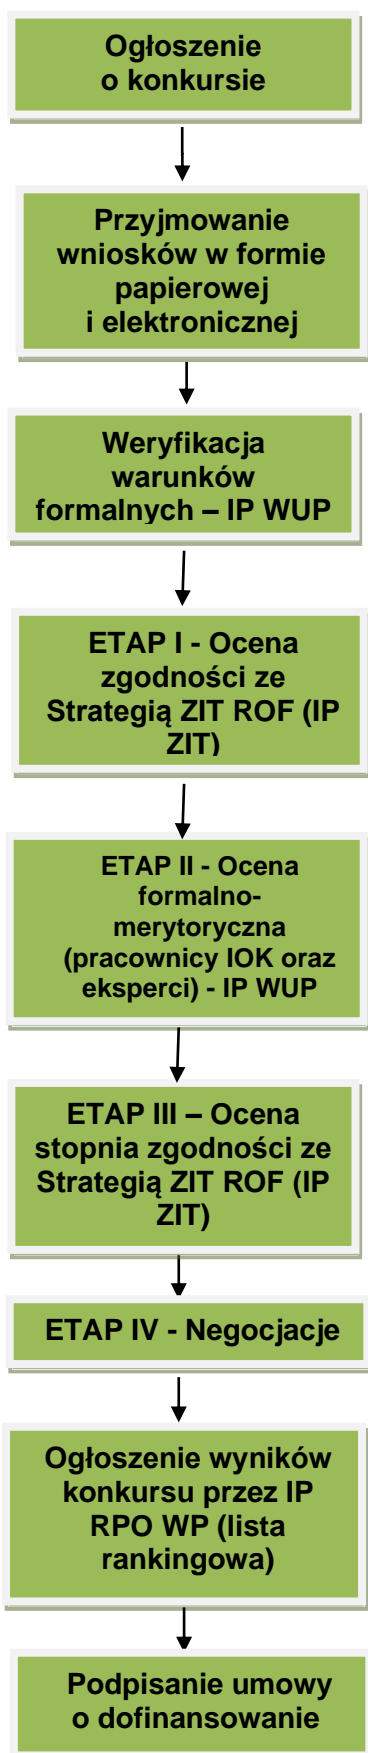 Ogłoszenie
o konkursie
Przyjmowanie
wniosków w formie
papierowej
i elektronicznej
Weryfikacja
warunków
formalnych – IP WUP
ETAP I - Ocena
zgodności ze
Strategią ZIT ROF (IP
ZIT)
ETAP II - Ocena
formalno-
merytoryczna
(pracownicy IOK oraz
eksperci) - IP WUP
ETAP III – Ocena
stopnia zgodności ze
Strategią ZIT ROF (IP
ZIT)
ETAP IV - Negocjacje
Ogłoszenie wyników
konkursu przez IP
RPO WP (lista
rankingowa)
Podpisanie umowy
o dofinansowanie